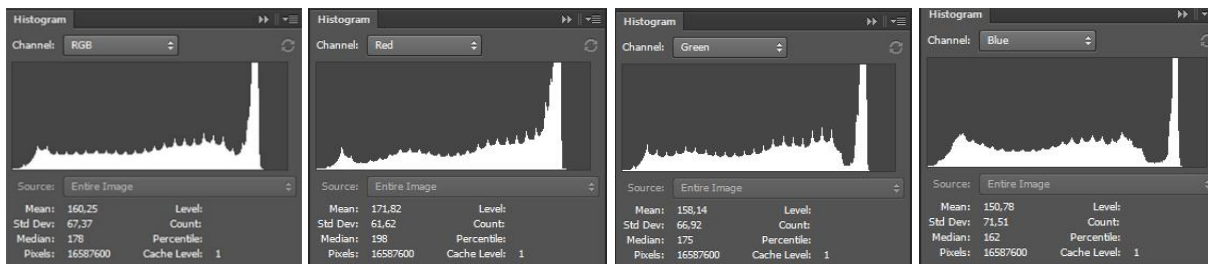 Histogram
Channel: RGB
Source: Entire Image
Mean: 160,25 Level:
Std Dev: 67,37 Count:
Median: 178 Percentile:
Pixels: 16587600 Cache Level: 1
Histogram
Channel: Red
Source: Entire Image
Mean: 171,82 Level:
Std Dev: 61,62 Count:
Median: 198 Percentile:
Pixels: 16587600 Cache Level: 1
Histogram
Channel: Green
Source: Entire Image
Mean: 158,14 Level:
Std Dev: 66,92 Count:
Median: 175 Percentile:
Pixels: 16587600 Cache Level: 1
Histogram
Channel: Blue
Source: Entire Image
Mean: 150,78 Level:
Std Dev: 71,51 Count:
Median: 162 Percentile:
Pixels: 16587600 Cache Level: 1